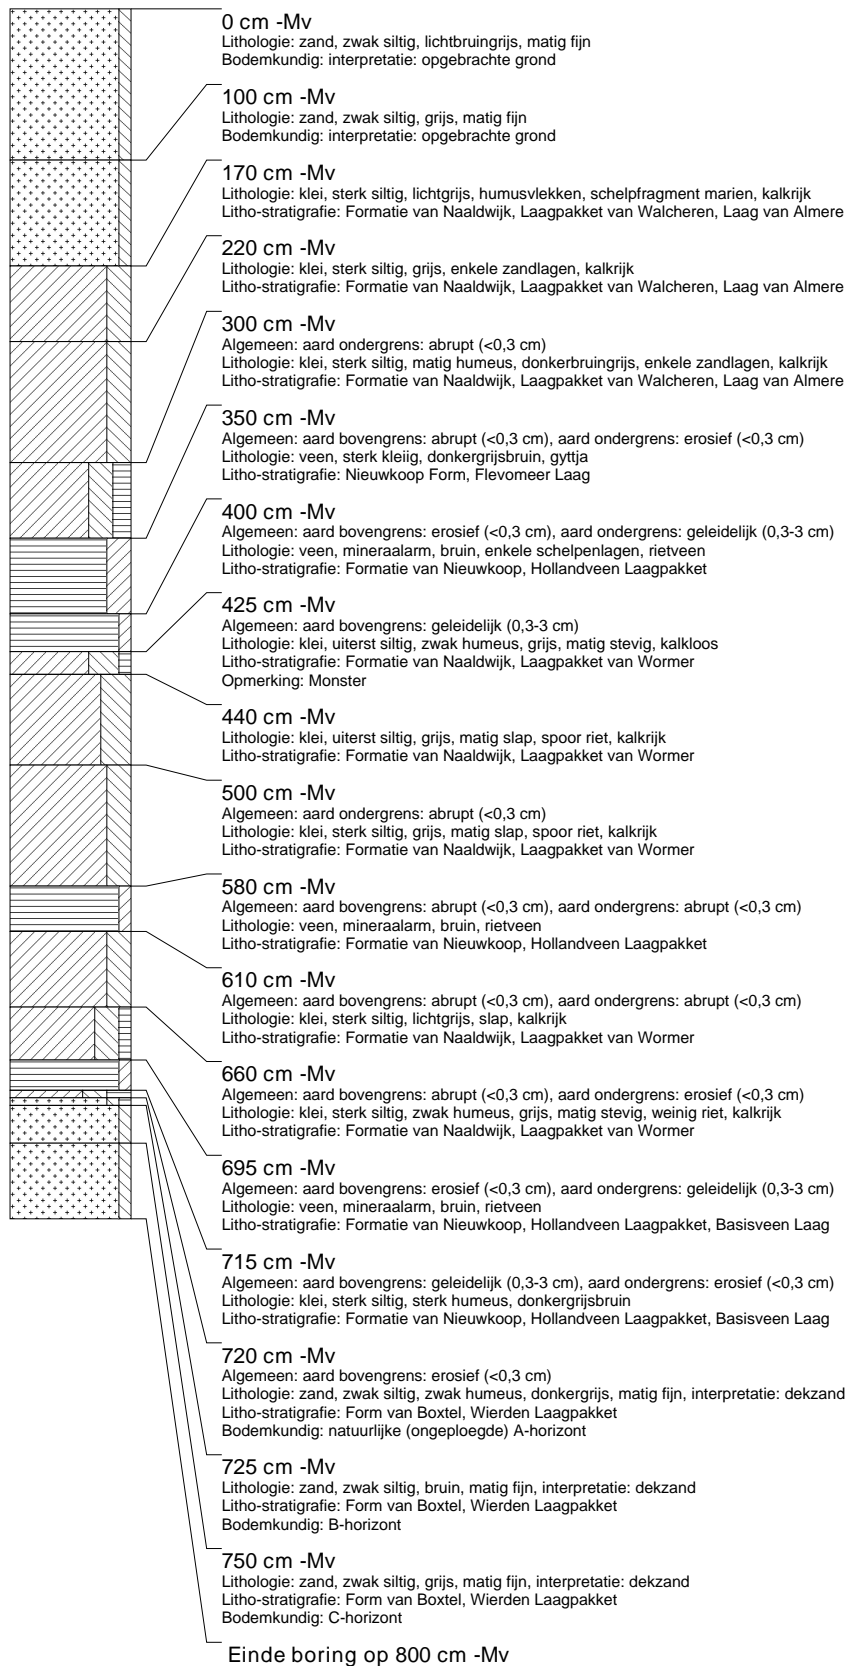 0 cm -Mv
Lithologie: zand, zwak siltig, lichtbruingrijs, matig fijn
Bodemkundig: interpretatie: opgebrachte grond
100 cm -Mv
Lithologie: zand, zwak siltig, grijs, matig fijn
Bodemkundig: interpretatie: opgebrachte grond
170 cm -Mv
Lithologie: klei, sterk siltig, lichtgrijs, humusvlekken, schelpfragment marien, kalkrijk
Litho-stratigrafie: Formatie van Naaldwijk, Laagpakket van Walcheren, Laag van Almere
220 cm -Mv
Lithologie: klei, sterk siltig, grijs, enkele zandlagen, kalkrijk
Litho-stratigrafie: Formatie van Naaldwijk, Laagpakket van Walcheren, Laag van Almere
300 cm -Mv
Algemeen: aard ondergrens: abrupt (<0,3 cm)
Lithologie: klei, sterk siltig, matig humeus, donkerbruingrijs, enkele zandlagen, kalkrijk
Litho-stratigrafie: Formatie van Naaldwijk, Laagpakket van Walcheren, Laag van Almere
350 cm -Mv
Algemeen: aard bovengrens: abrupt (<0,3 cm), aard ondergrens: erosief (<0,3 cm)
Lithologie: veen, sterk kleiig, donkergrijsbruin, gyttja
Litho-stratigrafie: Nieuwkoop Form, Flevomeer Laag
400 cm -Mv
Algemeen: aard bovengrens: erosief (<0,3 cm), aard ondergrens: geleidelijk (0,3-3 cm)
Lithologie: veen, mineraalarm, bruin, enkele schelpenlagen, rietveen
Litho-stratigrafie: Formatie van Nieuwkoop, Hollandveen Laagpakket
425 cm -Mv
Algemeen: aard bovengrens: geleidelijk (0,3-3 cm)
Lithologie: klei, uiterst siltig, zwak humeus, grijs, matig stevig, kalkloos
Litho-stratigrafie: Formatie van Naaldwijk, Laagpakket van Wormer
Opmerking: Monster
440 cm -Mv
Lithologie: klei, uiterst siltig, grijs, matig slap, spoor riet, kalkrijk
Litho-stratigrafie: Formatie van Naaldwijk, Laagpakket van Wormer
500 cm -Mv
Algemeen: aard ondergrens: abrupt (<0,3 cm)
Lithologie: klei, sterk siltig, grijs, matig slap, spoor riet, kalkrijk
Litho-stratigrafie: Formatie van Naaldwijk, Laagpakket van Wormer
580 cm -Mv
Algemeen: aard bovengrens: abrupt (<0,3 cm), aard ondergrens: abrupt (<0,3 cm)
Lithologie: veen, mineraalarm, bruin, rietveen
Litho-stratigrafie: Formatie van Nieuwkoop, Hollandveen Laagpakket
610 cm -Mv
Algemeen: aard bovengrens: abrupt (<0,3 cm), aard ondergrens: abrupt (<0,3 cm)
Lithologie: klei, sterk siltig, lichtgrijs, slap, kalkrijk
Litho-stratigrafie: Formatie van Naaldwijk, Laagpakket van Wormer
660 cm -Mv
Algemeen: aard bovengrens: abrupt (<0,3 cm), aard ondergrens: erosief (<0,3 cm)
Lithologie: klei, sterk siltig, zwak humeus, grijs, matig stevig, weinig riet, kalkrijk
Litho-stratigrafie: Formatie van Naaldwijk, Laagpakket van Wormer
695 cm -Mv
Algemeen: aard bovengrens: erosief (<0,3 cm), aard ondergrens: geleidelijk (0,3-3 cm)
Lithologie: veen, mineraalarm, bruin, rietveen
Litho-stratigrafie: Formatie van Nieuwkoop, Hollandveen Laagpakket, Basisveen Laag
715 cm -Mv
Algemeen: aard bovengrens: geleidelijk (0,3-3 cm), aard ondergrens: erosief (<0,3 cm)
Lithologie: klei, sterk siltig, sterk humeus, donkergrijsbruin
Litho-stratigrafie: Formatie van Nieuwkoop, Hollandveen Laagpakket, Basisveen Laag
720 cm -Mv
Algemeen: aard bovengrens: erosief (<0,3 cm)
Lithologie: zand, zwak siltig, zwak humeus, donkergrijs, matig fijn, interpretatie: dekzand
Litho-stratigrafie: Form van Boxtel, Wierden Laagpakket
Bodemkundig: natuurlijke (ongeploegde) A-horizont
725 cm -Mv
Lithologie: zand, zwak siltig, bruin, matig fijn, interpretatie: dekzand
Litho-stratigrafie: Form van Boxtel, Wierden Laagpakket
Bodemkundig: B-horizont
750 cm -Mv
Lithologie: zand, zwak siltig, grijs, matig fijn, interpretatie: dekzand
Litho-stratigrafie: Form van Boxtel, Wierden Laagpakket
Bodemkundig: C-horizont
Einde boring op 800 cm -Mv